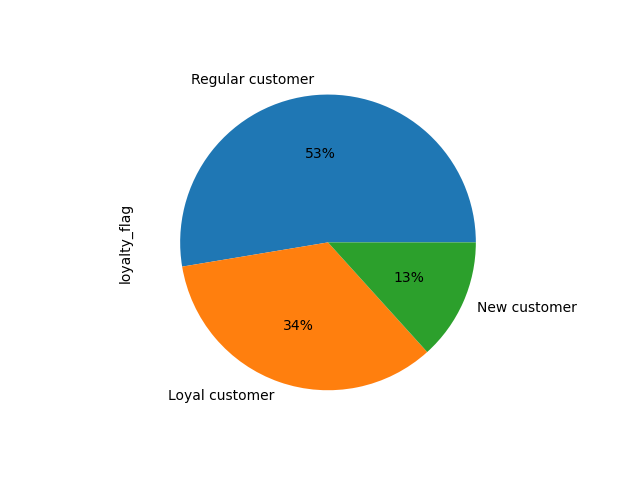 Regular customer
53%
loyalty_flag
13%
New customer
34%
Loyal customer